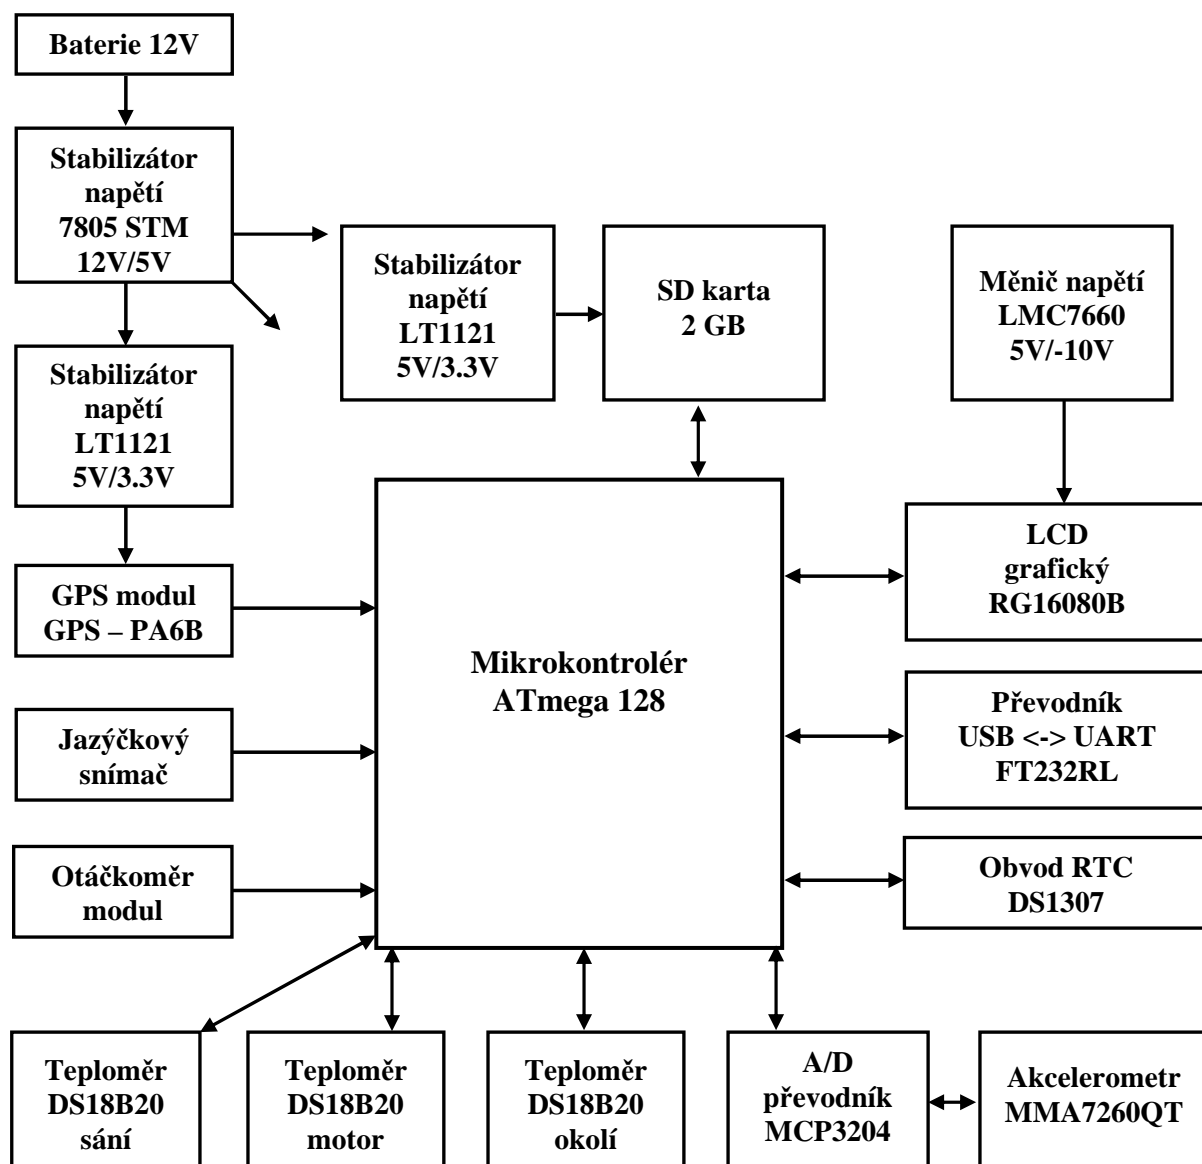 Baterie 12V
Stabilizátor
napětí
7805 STM
12V/5V
Stabilizátor
napětí
LT1121
5V/3.3V
SD karta
2 GB
Měnič napětí
LMC7660
5V/-10V
Stabilizátor
napětí
LT1121
5V/3.3V
LCD
grafický
RG16080B
GPS modul
GPS – PA6B
Mikrokontrolér
ATmega 128
Převodník
USB <-> UART
FT232RL
Jazýčkový
snímač
Otáčkoměr
modul
Obvod RTC
DS1307
Teploměr
DS18B20
sání
Teploměr
DS18B20
motor
Teploměr
DS18B20
okolí
A/D
převodník
MCP3204
Akcelerometr
MMA7260QT